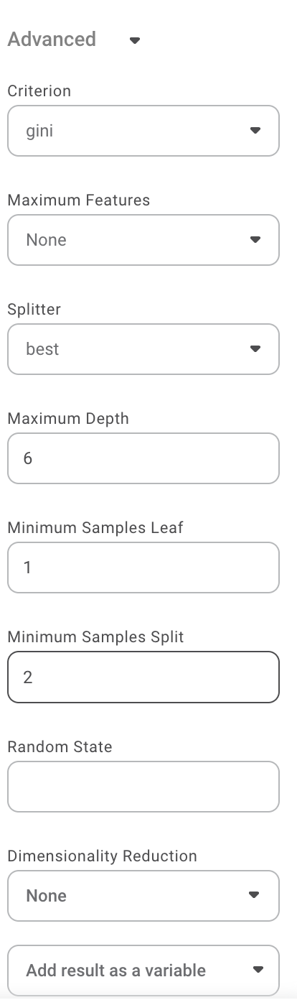 Advanced
Criterion
gini
Maximum Features
None
Splitter
best
Maximum Depth
6
Minimum Samples Leaf
1
Minimum Samples Split
2
Random State
Dimensionality Reduction
None
Add result as a variable